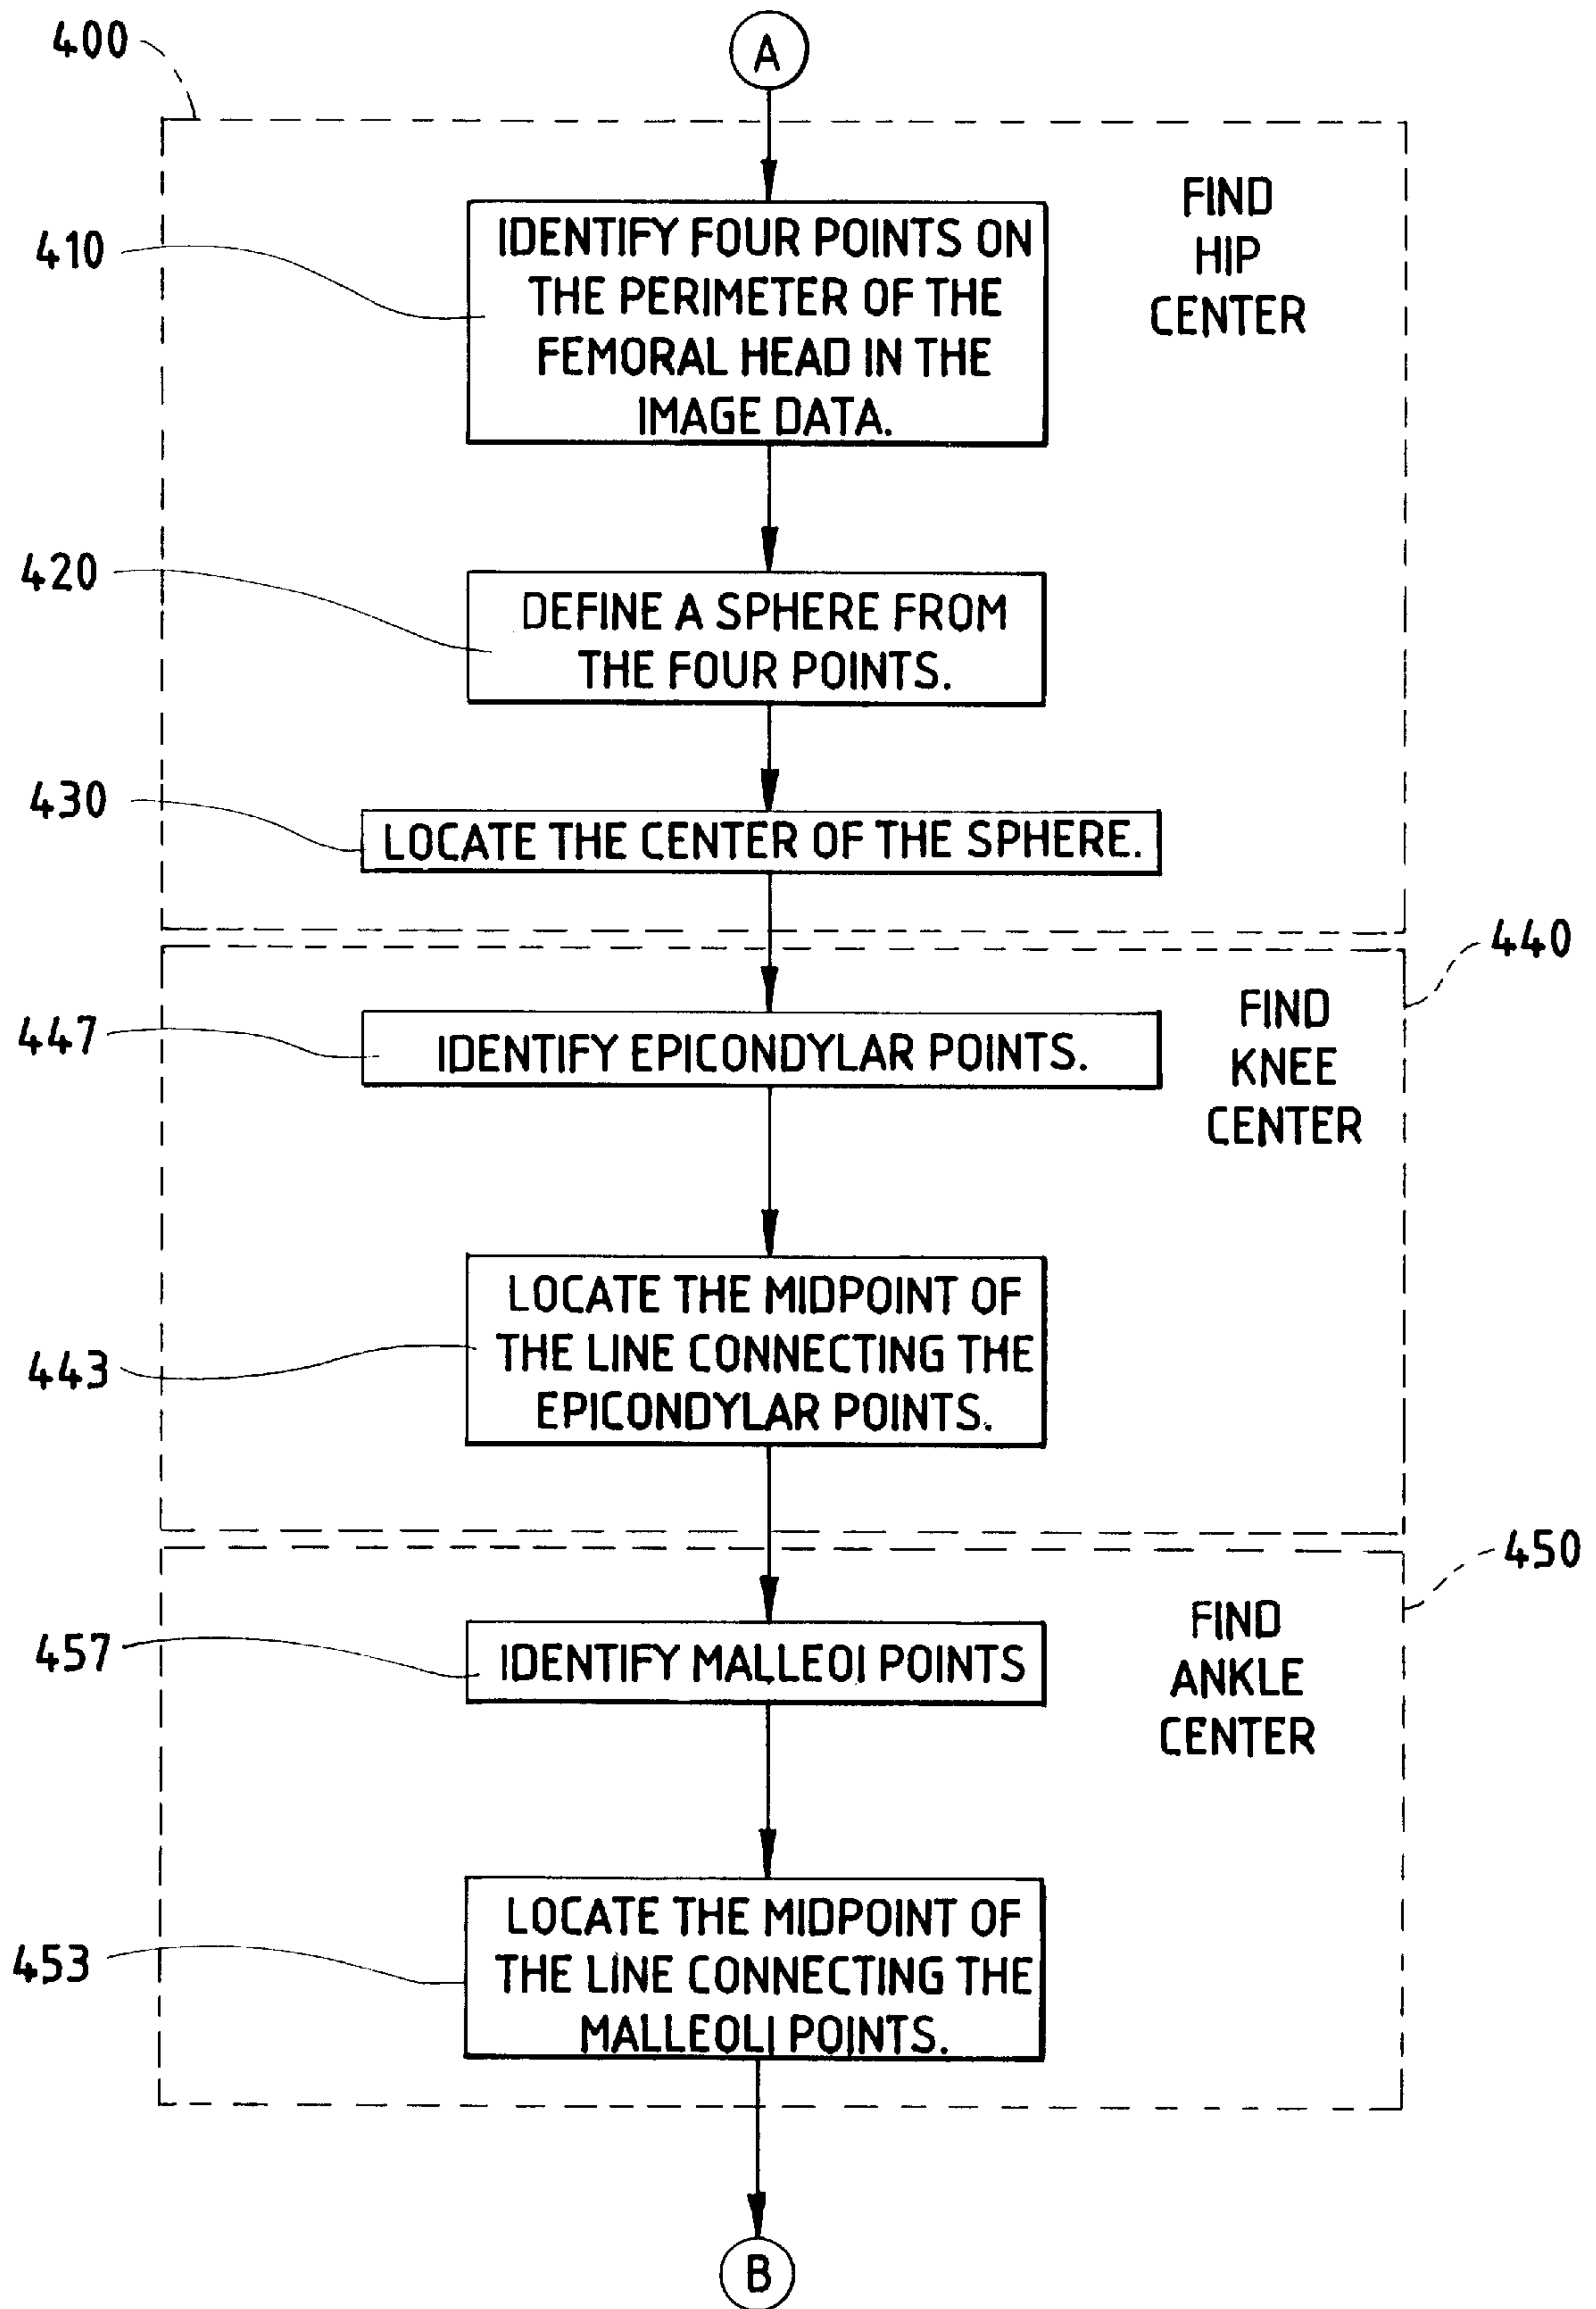 400
A
FIND
HIP
CENTER
410
IDENTIFY FOUR POINTS ON
THE PERIMETER OF THE
FEMORAL HEAD IN THE
IMAGE DATA.
420
DEFINE A SPHERE FROM
THE FOUR POINTS.
430
LOCATE THE CENTER OF THE SPHERE.
440
FIND
KNEE
CENTER
447
IDENTIFY EPICONDYLAR POINTS.
443
LOCATE THE MIDPOINT OF
THE LINE CONNECTING THE
EPICONDYLAR POINTS.
450
FIND
ANKLE
CENTER
457
IDENTIFY MALLEOI POINTS
453
LOCATE THE MIDPOINT OF
THE LINE CONNECTING THE
MALLEOLI POINTS.
B